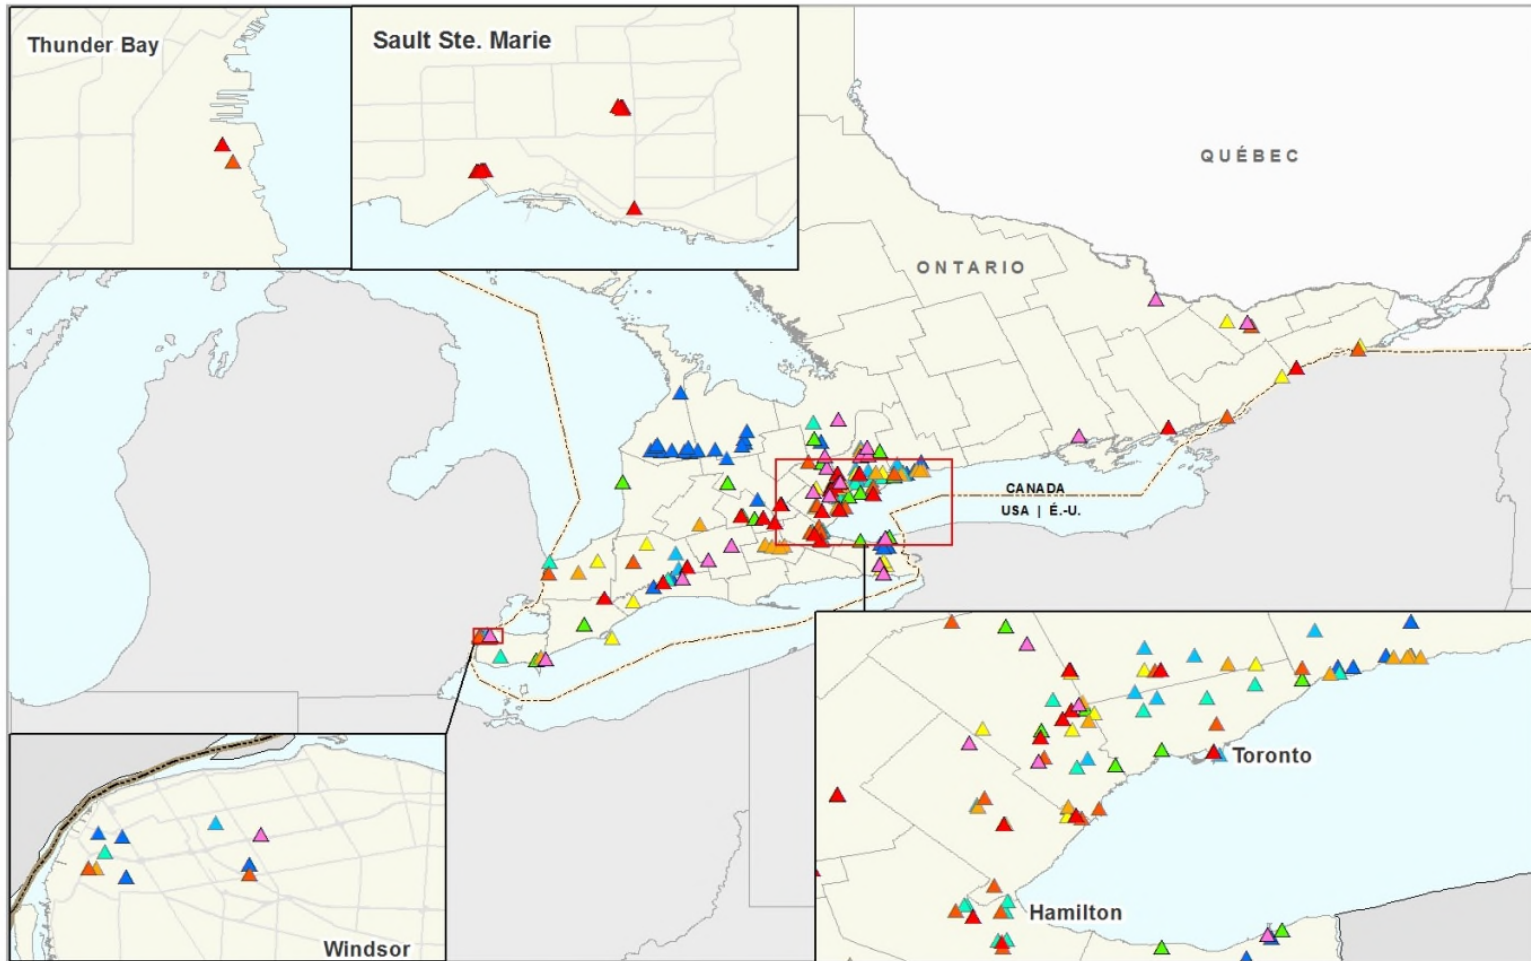 Thunder Bay
Sault Ste. Marie
QUÉBEC
ONTARIO
CANADA
USA | É.-U.
Toronto
Hamilton
Windsor